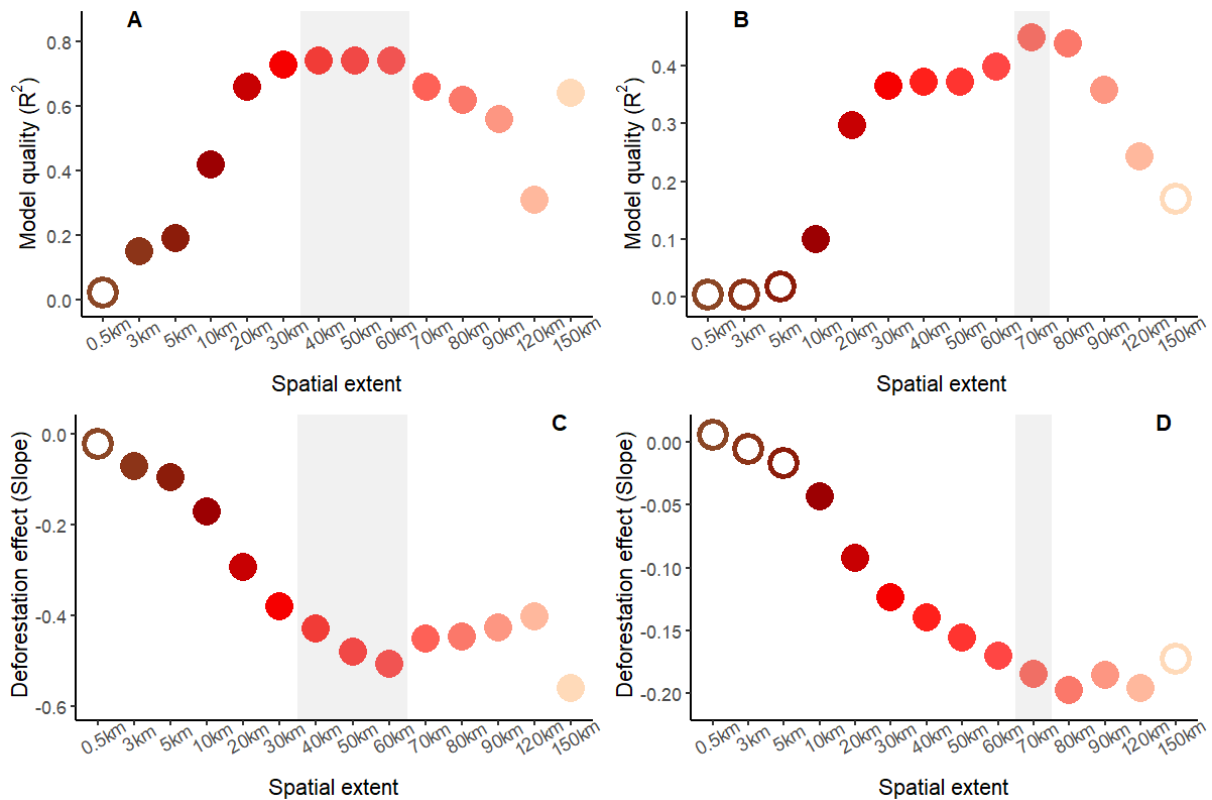 A
Model quality (R²)
0.8
0.6
0.4
0.2
0.0
0.5km 3km 5km 10km 20km 30km 40km 50km 60km 70km 80km 90km 120km 150km
Spatial extent
B
Model quality (R²)
0.4
0.3
0.2
0.1
0.0
0.5km 3km 5km 10km 20km 30km 40km 50km 60km 70km 80km 90km 120km 150km
Spatial extent
C
Deforestation effect (Slope)
0.0
-0.2
-0.4
-0.6
0.5km 3km 5km 10km 20km 30km 40km 50km 60km 70km 80km 90km 120km 150km
Spatial extent
D
Deforestation effect (Slope)
0.00
-0.05
-0.10
-0.15
-0.20
0.5km 3km 5km 10km 20km 30km 40km 50km 60km 70km 80km 90km 120km 150km
Spatial extent